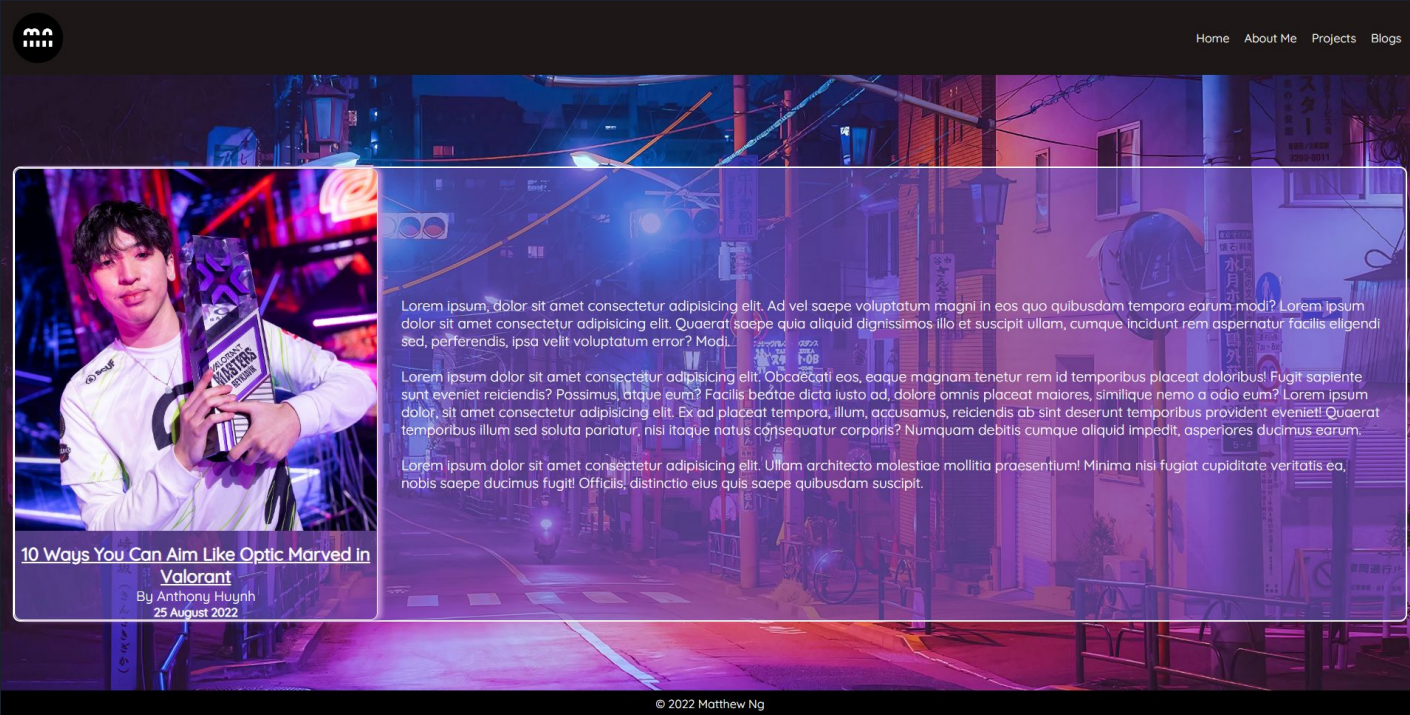 Home About Me Projects Blogs
スター
3293-0011
scuf
VALORANT
MASTERS
REYKJAVÍK
Lorem ipsum, dolor sit amet consectetur adipisicing elit. Ad vel saepe voluptatum magni in eos quo quibusdam tempora earum modi? Lorem ipsum
dolor sit amet consectetur adipisicing elit. Quaerat saepe quia aliquid dignissimos illo et suscipit ullam, cumque incidunt rem aspernatur facilis eligendi
sed, perferendis, ipsa velit voluptatum error? Modi.
Lorem ipsum dolor sit amet consectetur adipisicing elit. Obcaecati eos, eaque magnam tenetur rem id temporibus placeat doloribus! Fugit sapiente
sunt eveniet reiciendis? Possimus, atque eum? Facilis beatae dicta iusto ad, dolore omnis placeat maiores, similique nemo a odio eum? Lorem ipsum
dolor, sit amet consectetur adipisicing elit. Ex ad placeat tempora, illum, accusamus, reiciendis ab sint deserunt temporibus provident eveniet! Quaerat
temporibus illum sed soluta pariatur, nisi itaque natus consequatur corporis? Numquam debitis cumque aliquid impedit, asperiores ducimus earum.
Lorem ipsum dolor sit amet consectetur adipisicing elit. Ullam architecto molestiae mollitia praesentium! Minima nisi fugiat cupiditate veritatis ea,
nobis saepe ducimus fugit! Officiis, distinctio eius quis saepe quibusdam suscipit.
10 Ways You Can Aim Like Optic Marved in
Valorant
By Anthony Huynh
25 August 2022
© 2022 Matthew Ng